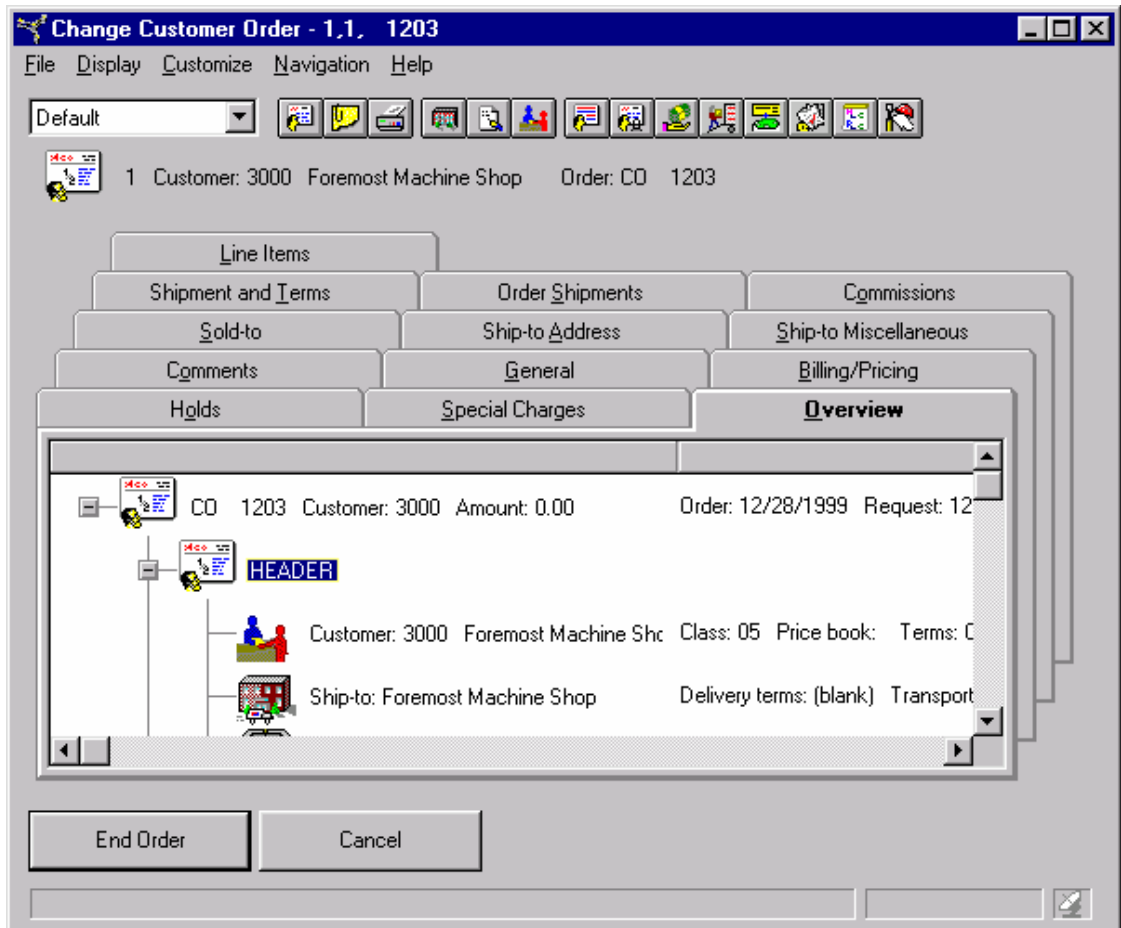 Change Customer Order - 1,1, 1203
File Display Customize Navigation Help
Default
1 Customer: 3000 Foremost Machine Shop Order: CO 1203
Line Items
Shipment and Terms Order Shipments Commissions
Sold-to Ship-to Address Ship-to Miscellaneous
Comments General Billing/Pricing
Holds Special Charges Overview
CO 1203 Customer: 3000 Amount: 0.00 Order: 12/28/1999 Request: 12
HEADER
Customer: 3000 Foremost Machine Shc Class: 05 Price book: Terms:
Ship-to: Foremost Machine Shop Delivery terms: (blank) Transport
End Order Cancel